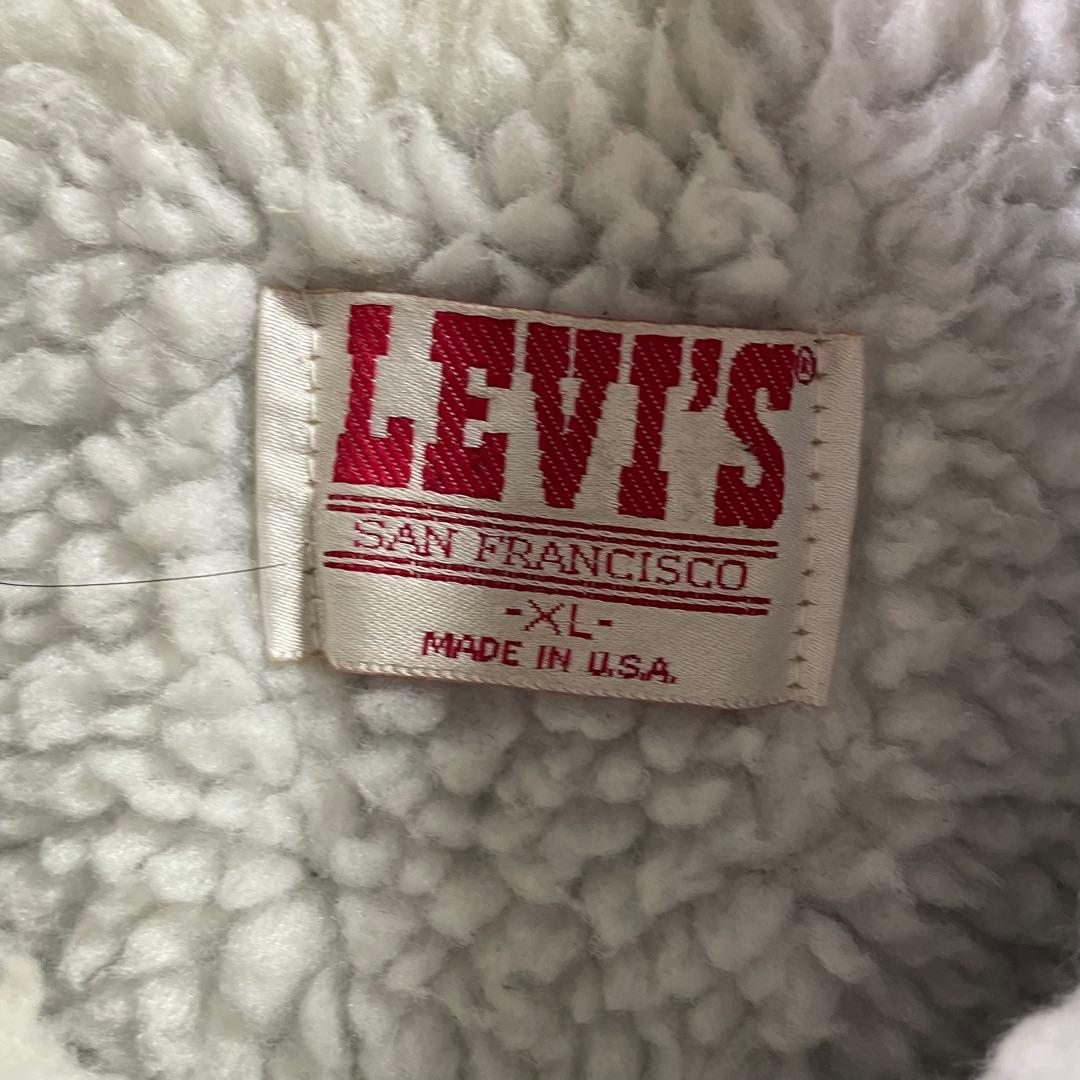 LEVI'S®
SAN FRANCISCO
-XL-
MADE IN U.S.A.